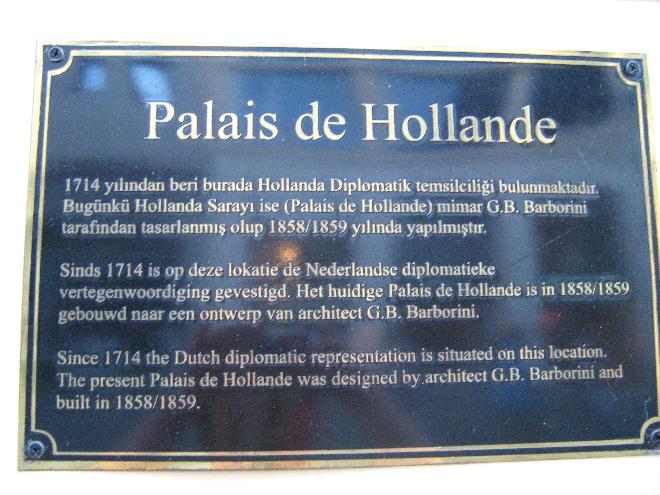 Palais de Hollande
1714 yılından beri burada Hollanda Diplomatik temsilciliği bulunmaktadır.
Bugünkü Hollanda Sarayı ise (Palais de Hollande) mimar G.B. Barborini
tarafından tasarlanmış olup 1858/1859 yılında yapılmıştır.
Sinds 1714 is op deze lokatie de Nederlandse diplomatieke
vertegenwoordiging gevestigd. Het huidige Palais de Hollande is in 1858/1859
gebouwd naar een ontwerp van architect G.B. Barborini.
Since 1714 the Dutch diplomatic representation is situated on this location.
The present Palais de Hollande was designed by architect G.B. Barborini and
built in 1858/1859.